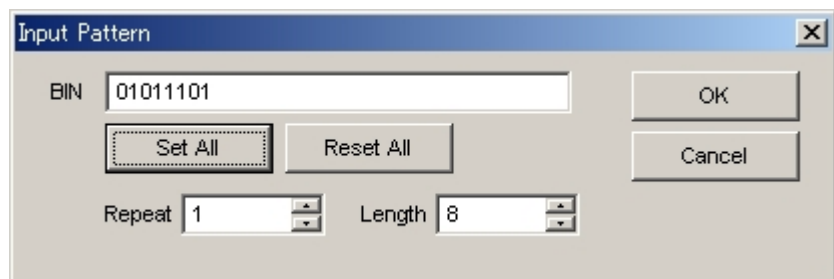 Input Pattern
BIN 01011101 OK
Set All Reset All Cancel
Repeat 1 Length 8